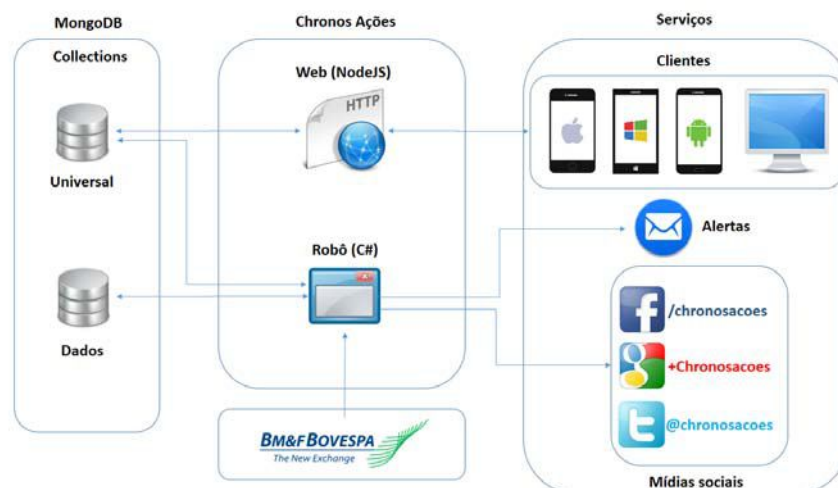 MongoDB
Collections
Universal
Dados
Chronos Ações
Web (NodeJS)
HTTP
Robô (C#)
BM&FBOVESPA
The New Exchange
Serviços
Clientes
Alertas
/chronosacoes
+Chronosacoes
@chronosacoes
Mídias sociais